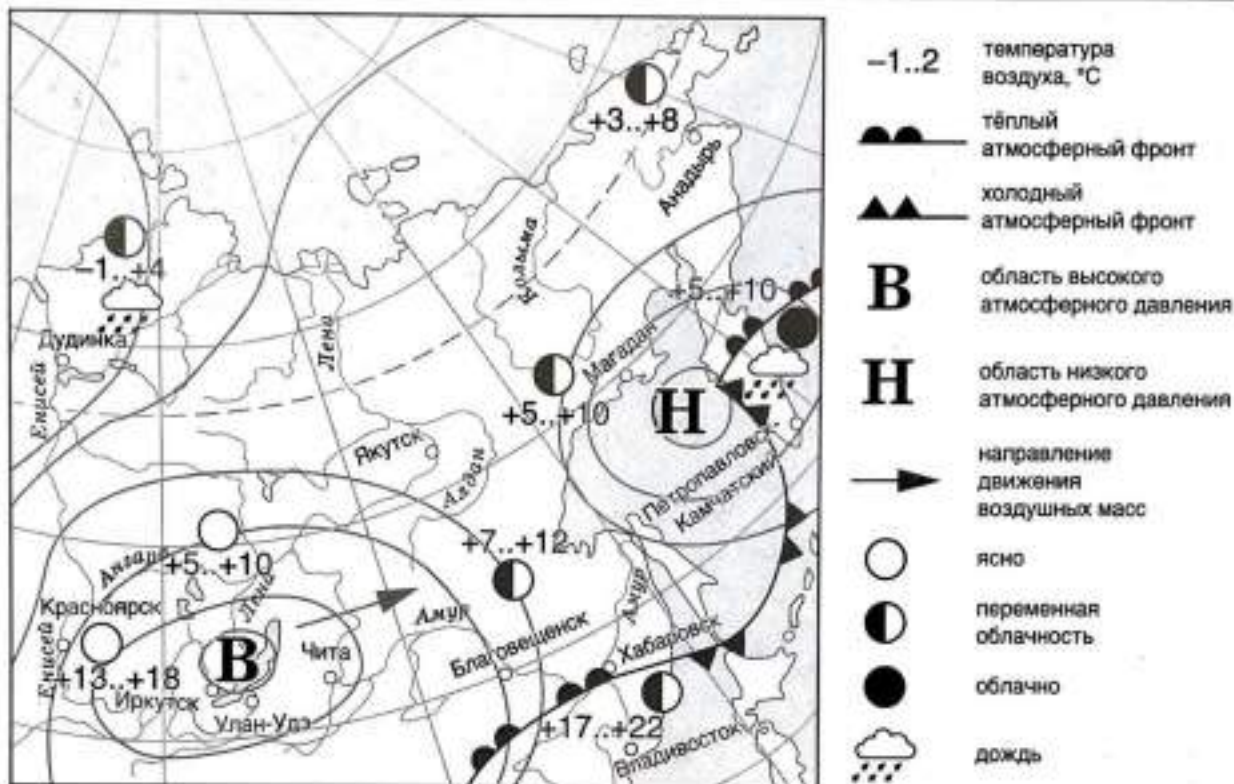 +3..+8
Анадырь
Колыма
–1..+4
+5..+10
Дудинка
Лена
Магадан
Енисей
+5..+10
Н
Якутск
Алдан
Петропавловск-
Камчатский
+7..+12
Ангара
+5..+10
Лена
Амур
Амур
Красноярск
Енисей
В
Чита
Благовещенск
Хабаровск
+13..+18
Иркутск
Улан-Удэ
+17..+22
Владивосток
–1..2
температура
воздуха, °С
тёплый
атмосферный фронт
холодный
атмосферный фронт
В
область высокого
атмосферного давления
Н
область низкого
атмосферного давления
направление
движения
воздушных масс
ясно
переменная
облачность
облачно
дождь